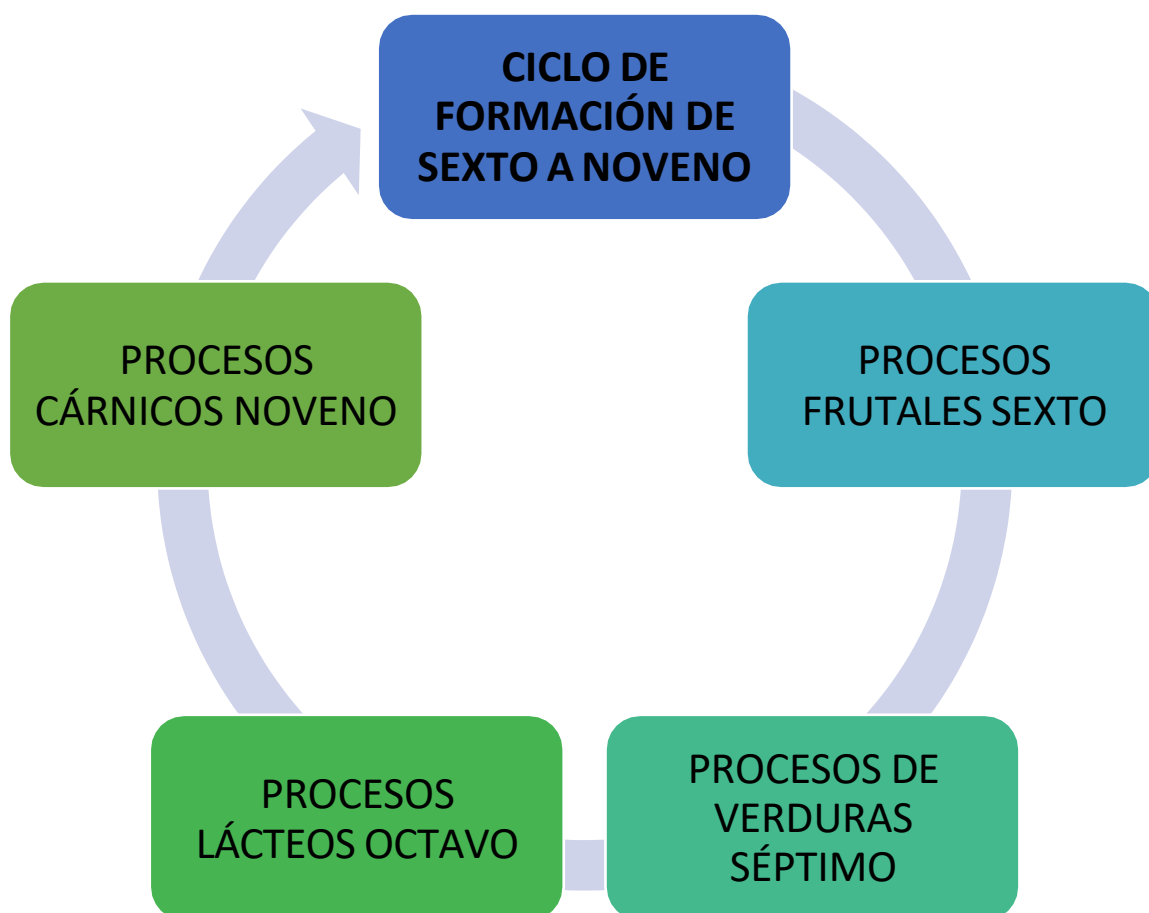 CICLO DE
FORMACIÓN DE
SEXTO A NOVENO
PROCESOS
FRUTALES SEXTO
PROCESOS DE
VERDURAS
SÉPTIMO
PROCESOS
LÁCTEOS OCTAVO
PROCESOS
CÁRNICOS NOVENO